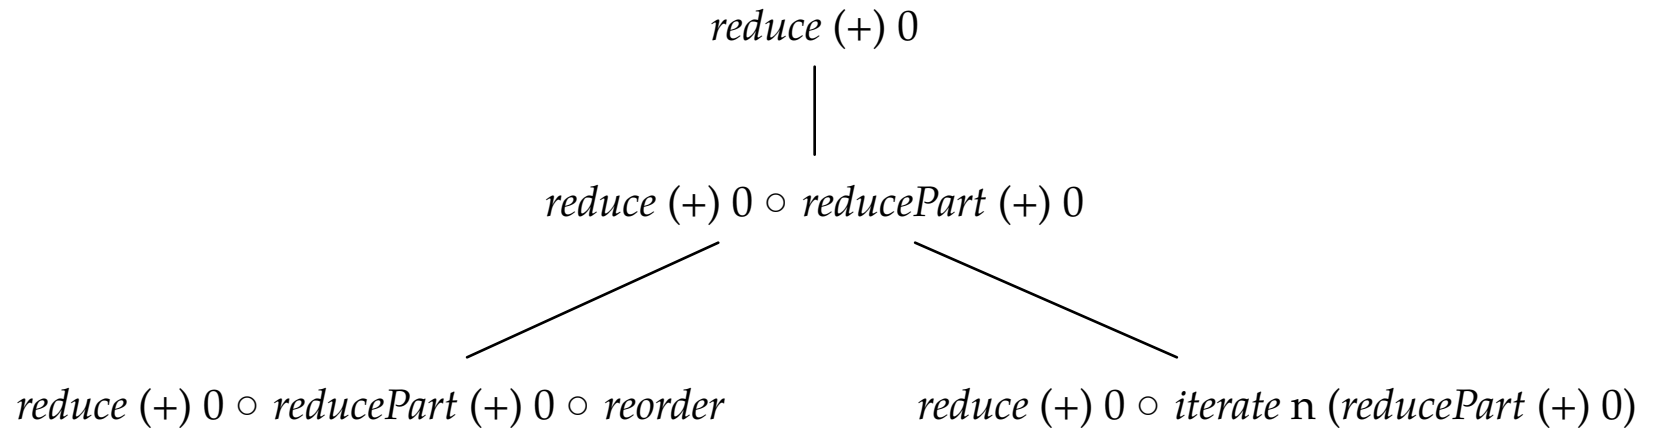 reduce (+) 0
reduce (+) 0 ○ reducePart (+) 0
reduce (+) 0 ○ reducePart (+) 0 ○ reorder
reduce (+) 0 ○ iterate n (reducePart (+) 0)